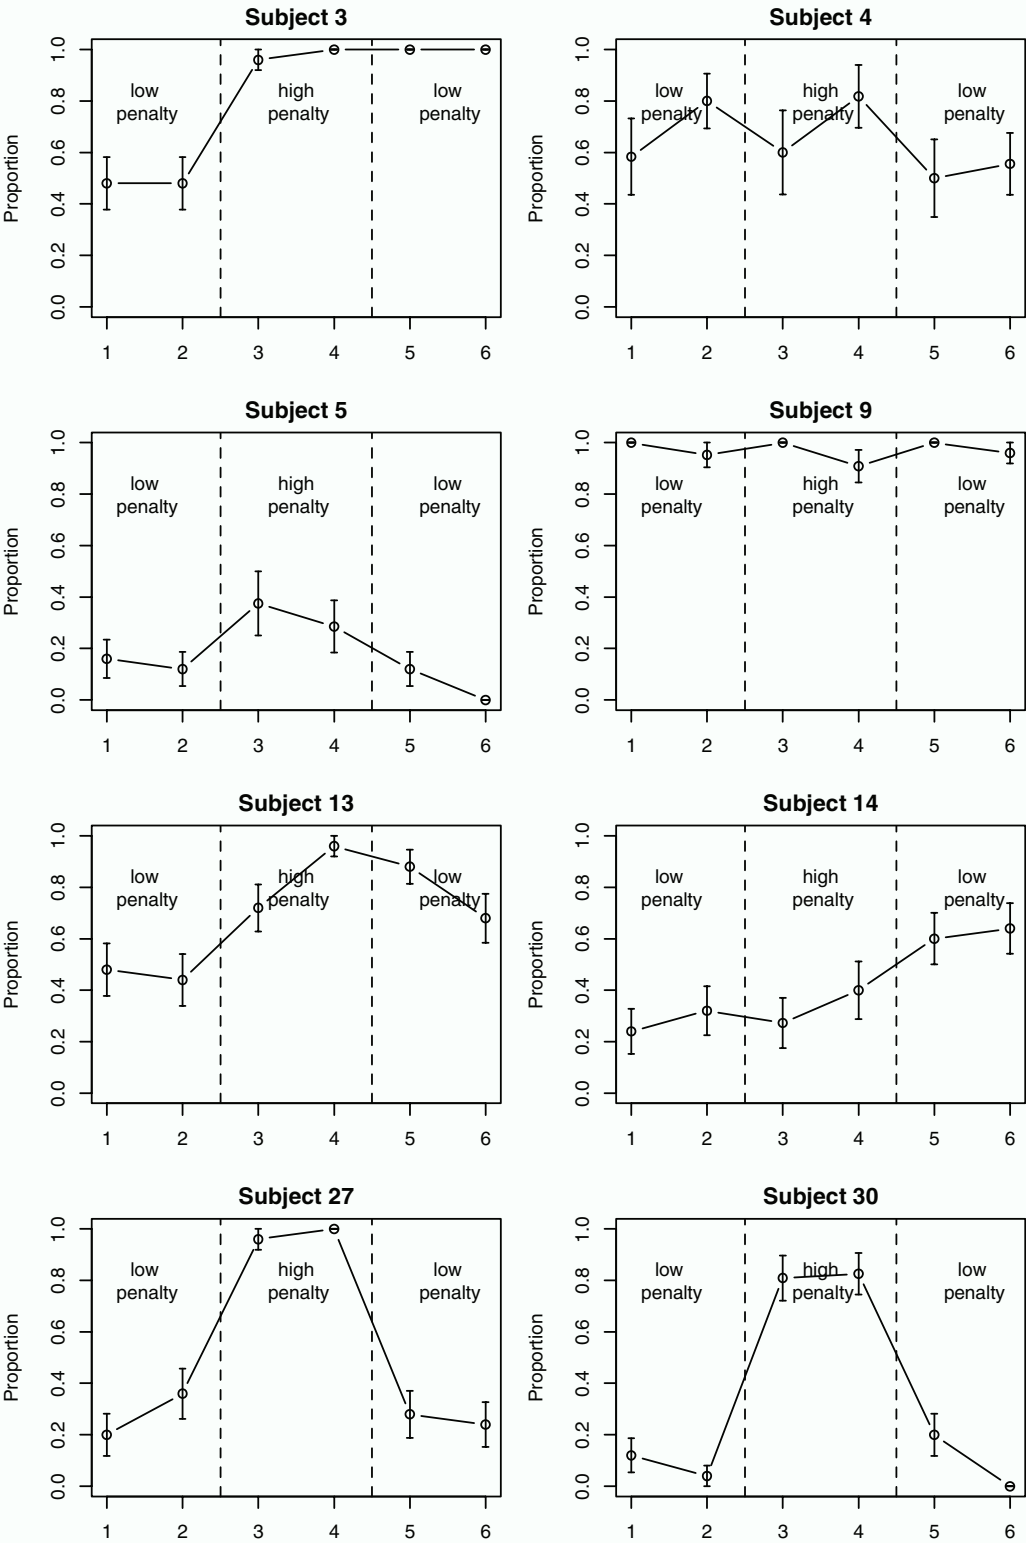 Subject 3
Subject 4
Proportion
0.0 0.2 0.4 0.6 0.8 1.0
low
penalty
high
penalty
low
penalty
1 2 3 4 5 6
Proportion
0.0 0.2 0.4 0.6 0.8 1.0
low
penalty
high
penalty
low
penalty
1 2 3 4 5 6
Subject 5
Subject 9
Proportion
0.0 0.2 0.4 0.6 0.8 1.0
low
penalty
high
penalty
low
penalty
1 2 3 4 5 6
Proportion
0.0 0.2 0.4 0.6 0.8 1.0
low
penalty
high
penalty
low
penalty
1 2 3 4 5 6
Subject 13
Subject 14
Proportion
0.0 0.2 0.4 0.6 0.8 1.0
low
penalty
high
penalty
low
penalty
1 2 3 4 5 6
Proportion
0.0 0.2 0.4 0.6 0.8 1.0
low
penalty
high
penalty
low
penalty
1 2 3 4 5 6
Subject 27
Subject 30
Proportion
0.0 0.2 0.4 0.6 0.8 1.0
low
penalty
high
penalty
low
penalty
1 2 3 4 5 6
Proportion
0.0 0.2 0.4 0.6 0.8 1.0
low
penalty
high
penalty
low
penalty
1 2 3 4 5 6